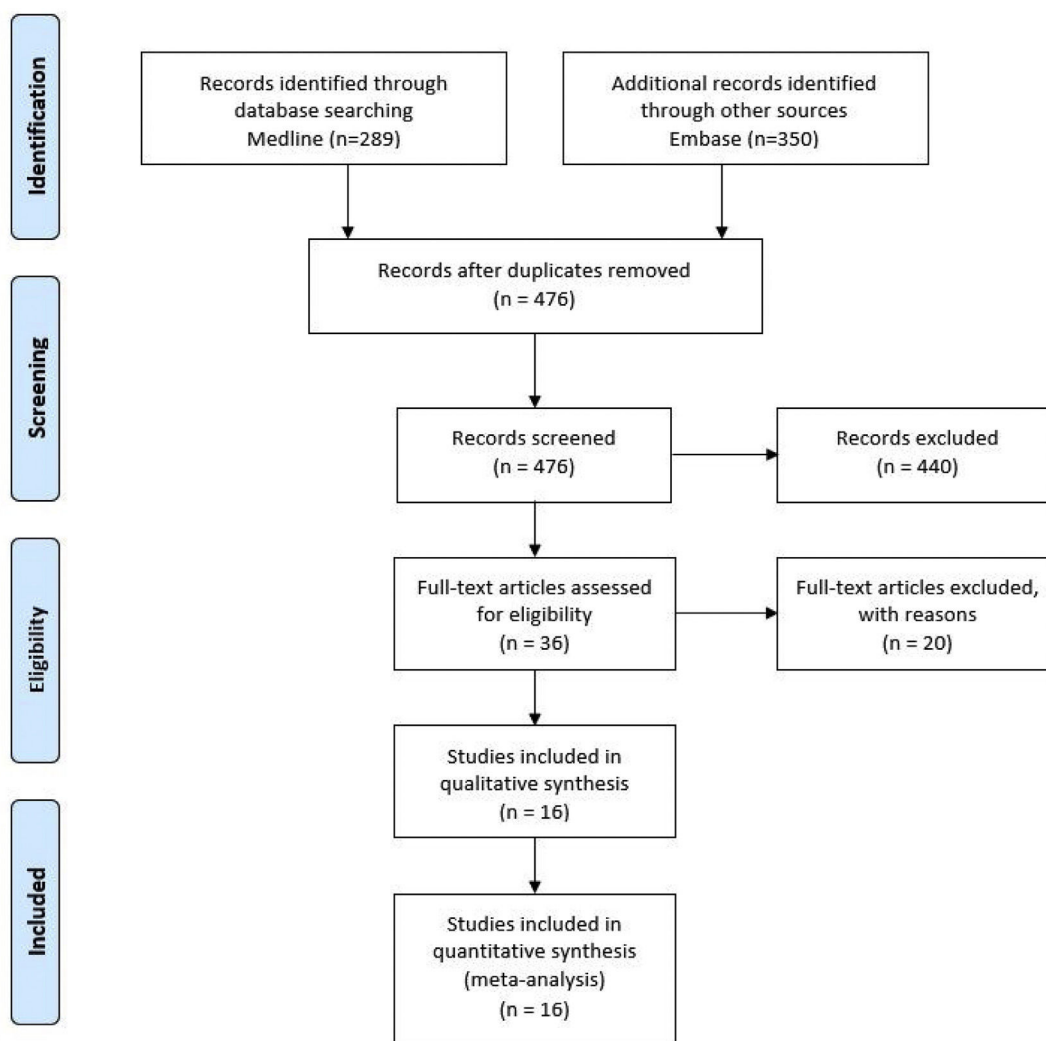 Identification
Records identified through
database searching
Medline (n=289)
Additional records identified
through other sources
Embase (n=350)
Records after duplicates removed
(n = 476)
Screening
Records screened
(n = 476)
Records excluded
(n = 440)
Eligibility
Full-text articles assessed
for eligibility
(n = 36)
Full-text articles excluded,
with reasons
(n = 20)
Studies included in
qualitative synthesis
(n = 16)
Included
Studies included in
quantitative synthesis
(meta-analysis)
(n = 16)